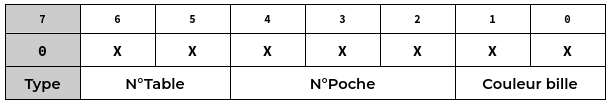 7 6 5 4 3 2 1 0
0 X X X X X X X
Type N°Table N°Poche Couleur bille